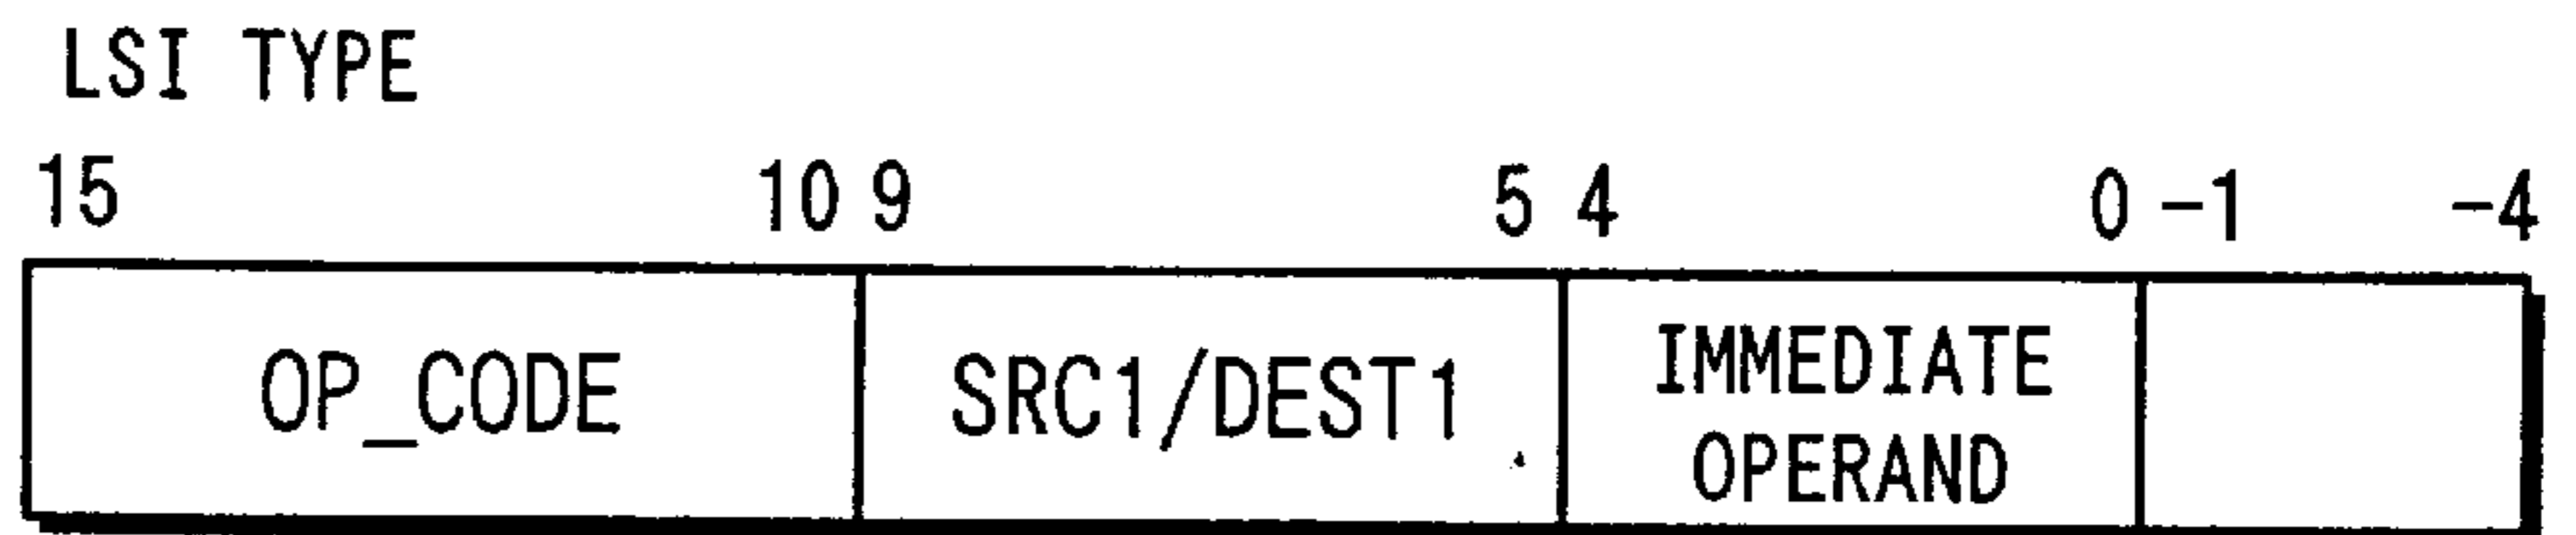 LSI TYPE
15 10 9 5 4 0 -1 -4
OP_CODE SRC1/DEST1 IMMEDIATE OPERAND